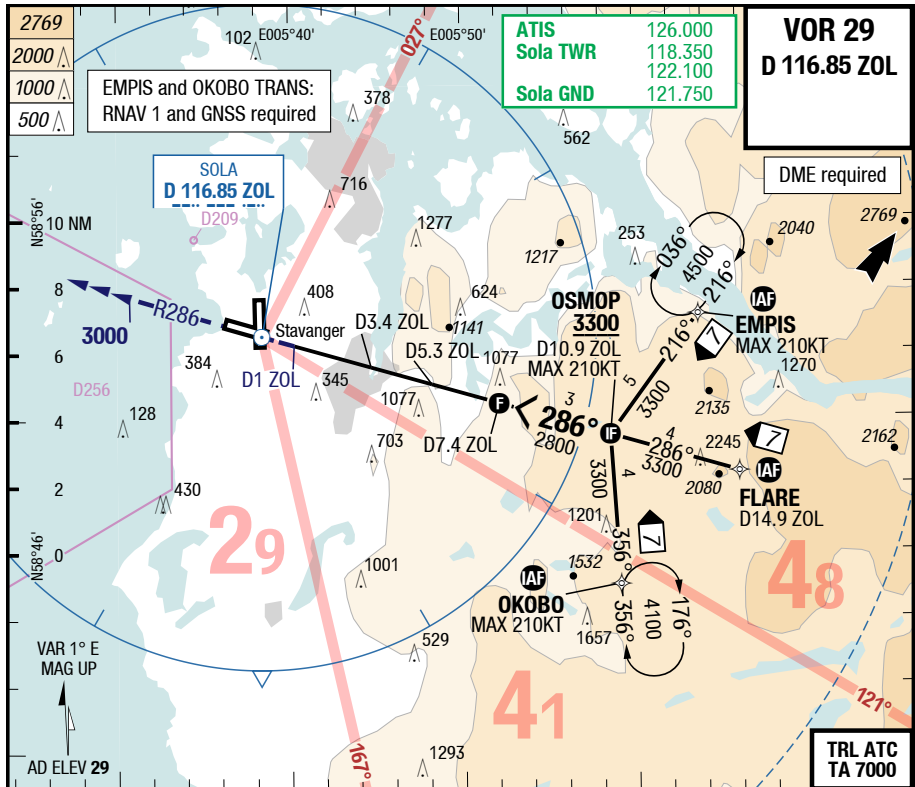 2769
2000
1000
500
102
E005°40'
027°
E005°50'
ATIS 126.000
Sola TWR 118.350
122.100
Sola GND 121.750
VOR 29
D 116.85 ZOL
EMPIS and OKOBO TRANS:
RNAV 1 and GNSS required
378
562
DME required
SOLA
D 116.85 ZOL
716
D209
N58°56'
10 NM
1277
1217
253
036°
4500
216°
2040
2769
8
R286
3000
408
624
1141
OSMOP
3300
D10.9 ZOL
MAX 210KT
IAF
EMPIS
MAX 210KT
216°
7
Stavanger
D3.4 ZOL
D5.3 ZOL
1077
6
384
D1 ZOL
345
1077
5
3300
1270
2135
D256
4
128
F
D7.4 ZOL
3
286°
2800
IF
4
286°
3300
2245
7
IAF
FLARE
D14.9 ZOL
2080
2162
703
2
430
4
3300
1201
356°
7
29
48
N58°46'
0
1001
1532
IAF
OKOBO
MAX 210KT
356°
4100
176°
1657
529
VAR 1° E
MAG UP
41
121°
167°
1293
AD ELEV 29
TRL ATC
TA 7000